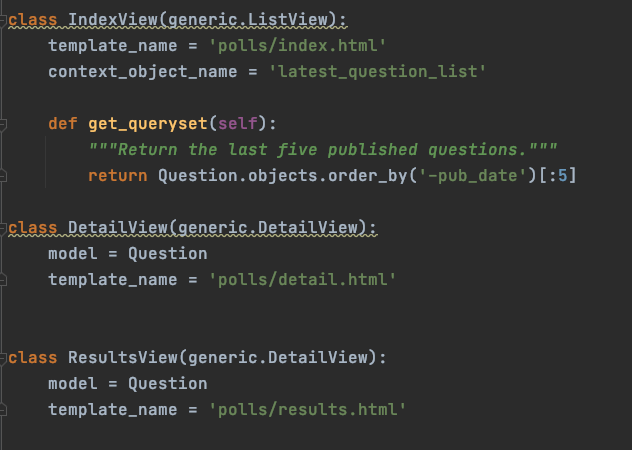 class IndexView(generic.ListView):
    template_name = 'polls/index.html'
    context_object_name = 'latest_question_list'

    def get_queryset(self):
        """Return the last five published questions."""
        return Question.objects.order_by('-pub_date')[:5]

class DetailView(generic.DetailView):
    model = Question
    template_name = 'polls/detail.html'


class ResultsView(generic.DetailView):
    model = Question
    template_name = 'polls/results.html'